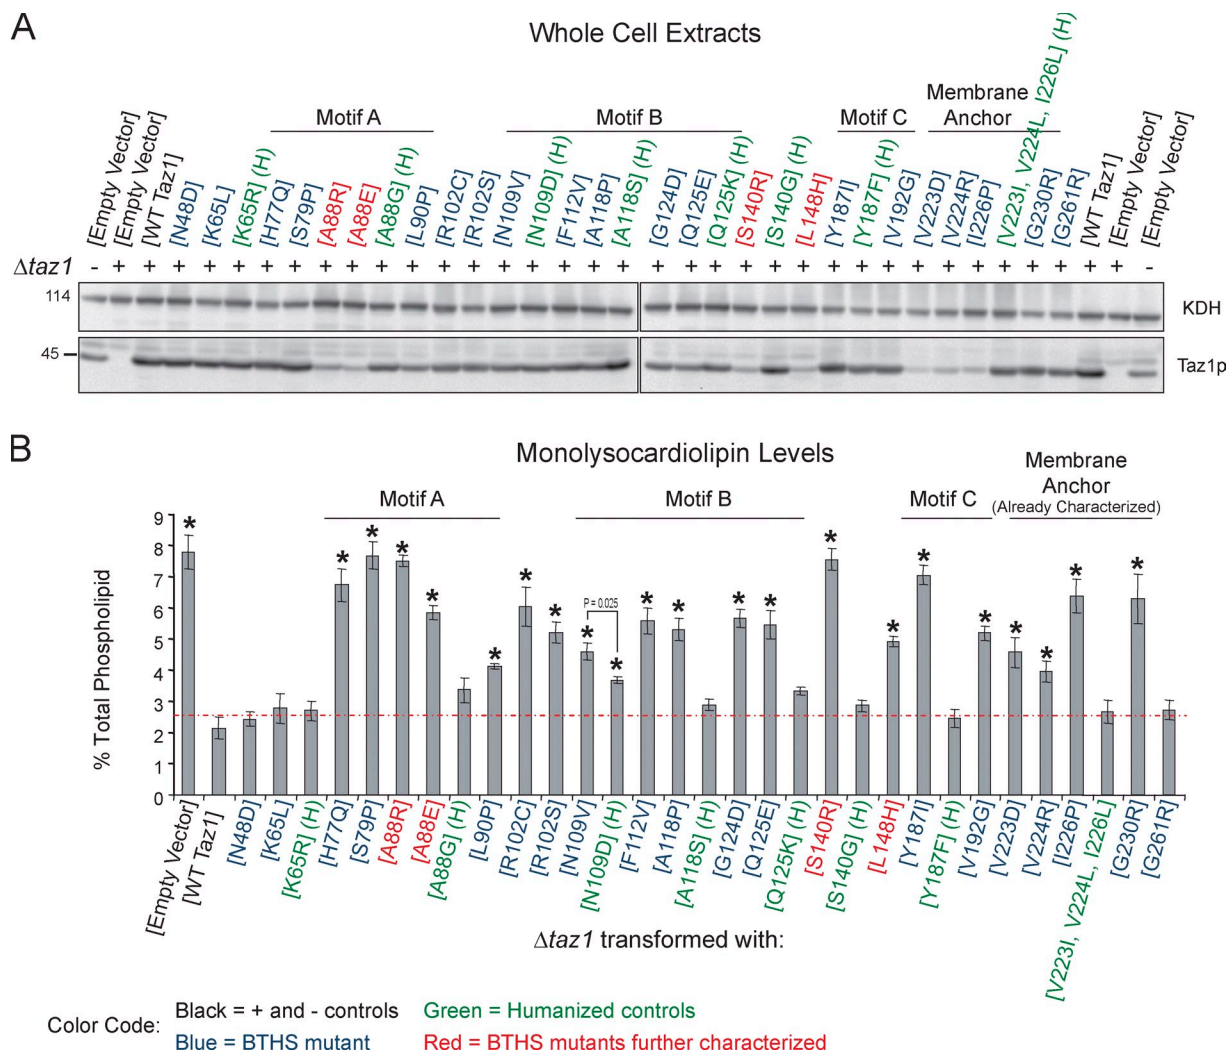 A
Whole Cell Extracts
Motif A
Motif B
Motif C
Membrane
Anchor
[Empty Vector]
[Empty Vector]
[WT Taz1]
[N48D]
[K65L]
[K65R] (H)
[H77Q]
[S79P]
[A88R]
[A88E]
[A88G] (H)
[L90P]
[R102C]
[R102S]
[N109V]
[N109D] (H)
[F112V]
[A118P]
[A118S] (H)
[G124D]
[Q125E]
[Q125K] (H)
[S140R]
[S140G] (H)
[L148H]
[Y187I]
[Y187F] (H)
[V192G]
[V223D]
[V224R]
[I226P]
[V223I, V224L, I226L] (H)
[G230R]
[G261R]
[WT Taz1]
[Empty Vector]
[Empty Vector]
Δtaz1 - + + + + + + + + + + + + + + + + + + + + + + + + + + + + + + + + + + -
114
KDH
45
Taz1p
B
Monolysocardiolipin Levels
Motif A
Motif B
Motif C
Membrane
Anchor
(Already Characterized)
% Total Phospholipid
9
8
7
6
5
4
3
2
1
0
* * * * * * * * * * * * * * * * * * * * *
P = 0.025
[Empty Vector]
[WT Taz1]
[N48D]
[K65L]
[K65R] (H)
[H77Q]
[S79P]
[A88R]
[A88E]
[A88G] (H)
[L90P]
[R102C]
[R102S]
[N109V]
[N109D] (H)
[F112V]
[A118P]
[A118S] (H)
[G124D]
[Q125E]
[Q125K] (H)
[S140R]
[S140G] (H)
[L148H]
[Y187I]
[Y187F] (H)
[V192G]
[V223D]
[V224R]
[I226P]
[V223I, V224L, I226L]
[G230R]
[G261R]
Δtaz1 transformed with:
Color Code:
Black = + and - controls
Green = Humanized controls
Blue = BTHS mutant
Red = BTHS mutants further characterized